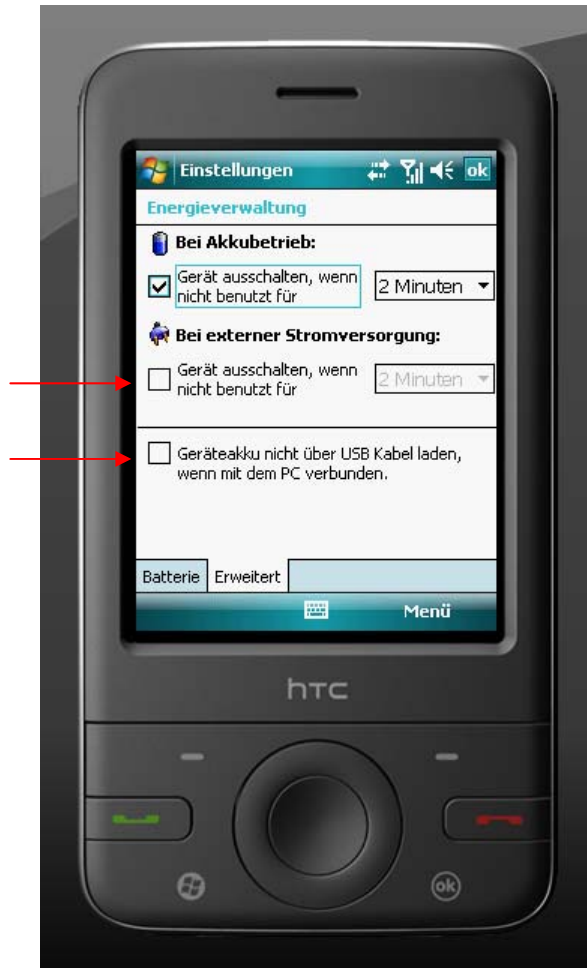 Einstellungen ok
Energieverwaltung
Bei Akkubetrieb:
Gerät ausschalten, wenn
nicht benutzt für
2 Minuten
Bei externer Stromversorgung:
Gerät ausschalten, wenn
nicht benutzt für
2 Minuten
Geräteakku nicht über USB Kabel laden,
wenn mit dem PC verbunden.
Batterie Erweitert
Menü
hTC
ok